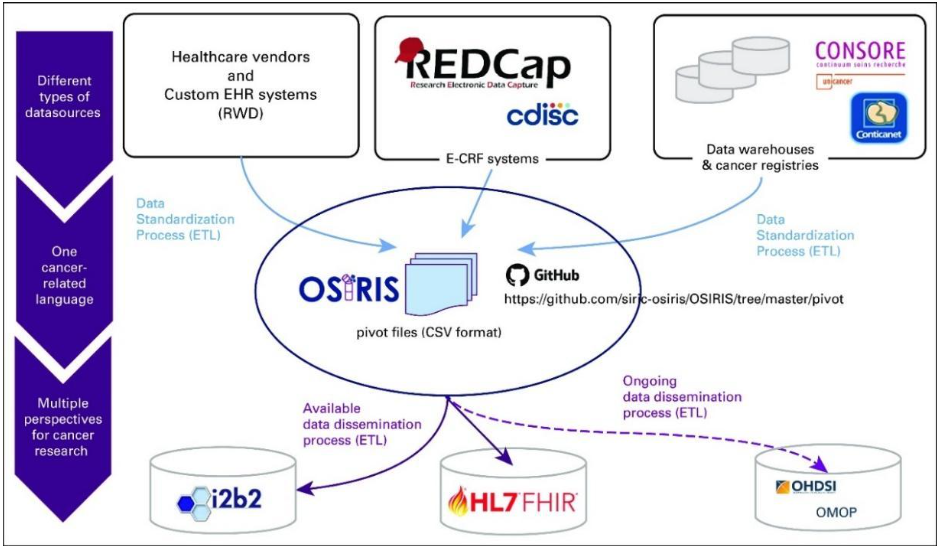 Different
types of
datasources
Healthcare vendors
and
Custom EHR systems
(RWD)
REDCap
Research Electronic Data Capture
cdisc
E-CRF systems
CONSORE
continuum soins recherche
unicancer
Conticanet
Data warehouses
& cancer registries
One
cancer-
related
language
Data
Standardization
Process (ETL)
Data
Standardization
Process (ETL)
OSIRIS
GitHub
https://github.com/siric-osiris/OSIRIS/tree/master/pivot
pivot files (CSV format)
Multiple
perspectives
for cancer
research
Available
data dissemination
process (ETL)
Ongoing
data dissemination
process (ETL)
i2b2
HL7 FHIR
OHDSI
OMOP